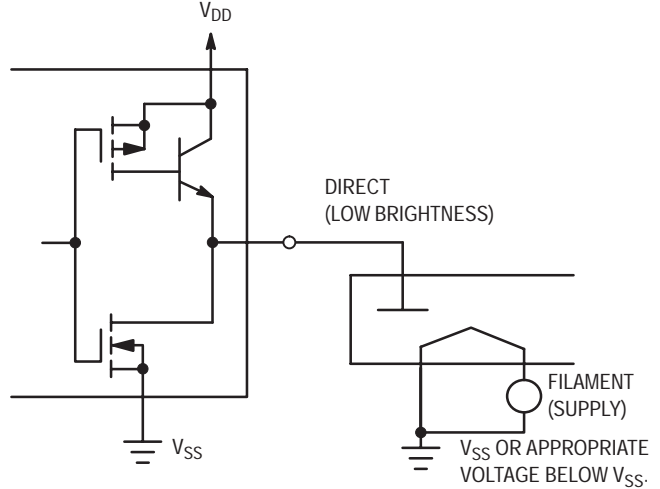 VDD
DIRECT
(LOW BRIGHTNESS)
FILAMENT
(SUPPLY)
VSS
VSS OR APPROPRIATE
VOLTAGE BELOW VSS.